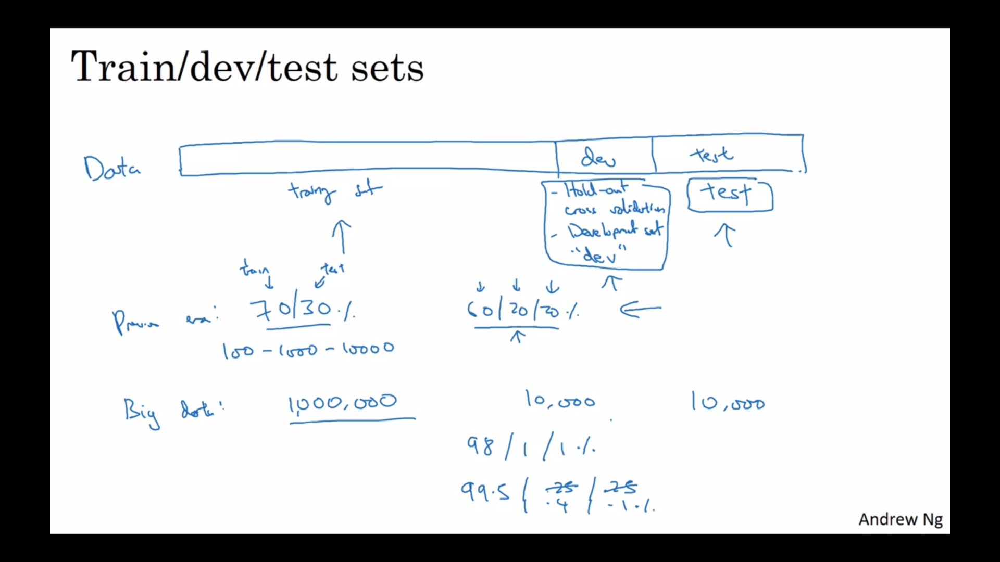 Train/dev/test sets
Data
dev
test
training set
- Hold-out
cross validation
- Development set
"dev"
test
train
test
Previous era:
70/30%
60/20/20%
100 - 1000 - 10000
Big data:
1,000,000
10,000
10,000
98/1/1%
99.5/.25/.25
.4 .1%
Andrew Ng